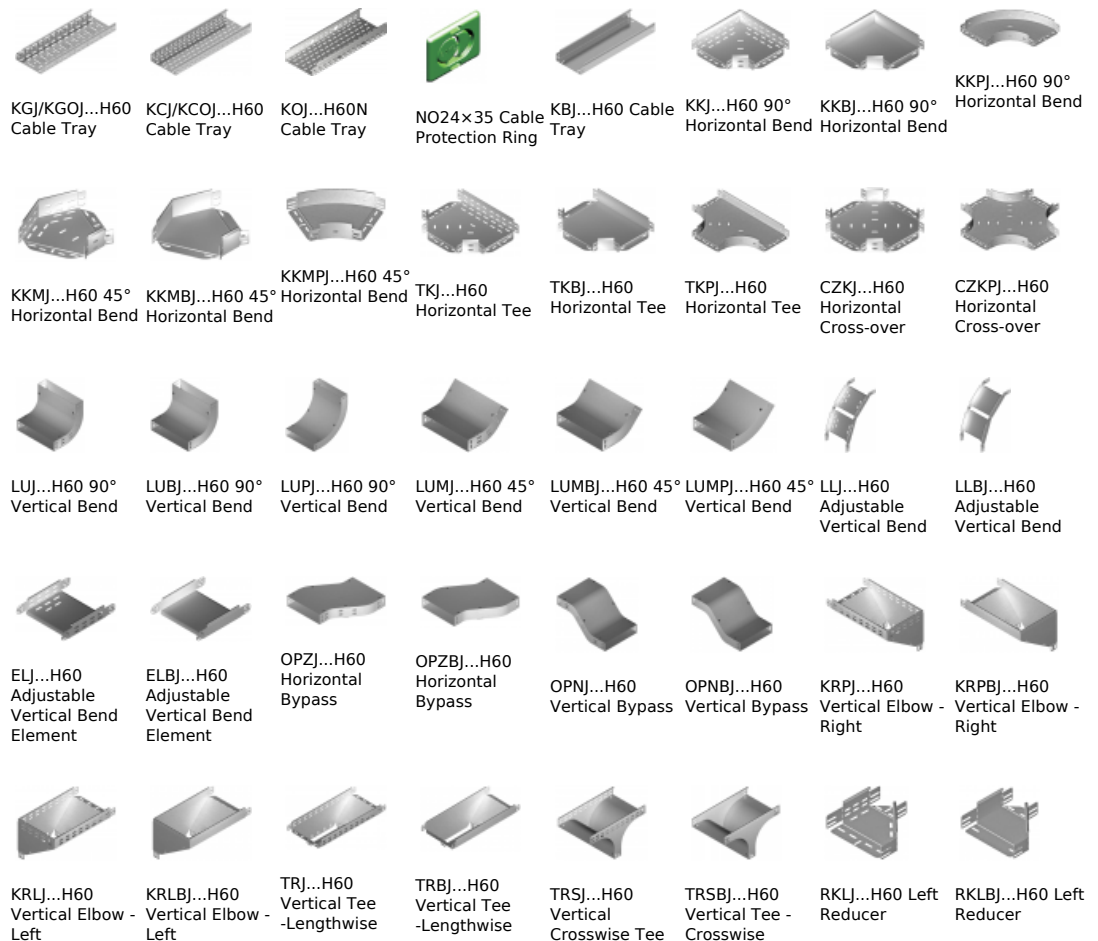 KGJ/KGOJ...H60
Cable Tray
KCJ/KCOJ...H60
Cable Tray
KOJ...H60N
Cable Tray
NO24×35 Cable
Protection Ring
KBJ...H60 Cable
Tray
KKJ...H60 90°
Horizontal Bend
KKBJ...H60 90°
Horizontal Bend
KKPJ...H60 90°
Horizontal Bend
KKMJ...H60 45°
Horizontal Bend
KKMBJ...H60 45°
Horizontal Bend
KKMPJ...H60 45°
Horizontal Bend
TKJ...H60
Horizontal Tee
TKBJ...H60
Horizontal Tee
TKPJ...H60
Horizontal Tee
CZKJ...H60
Horizontal
Cross-over
CZKPJ...H60
Horizontal
Cross-over
LUJ...H60 90°
Vertical Bend
LUBJ...H60 90°
Vertical Bend
LUPJ...H60 90°
Vertical Bend
LUMJ...H60 45°
Vertical Bend
LUMBJ...H60 45°
Vertical Bend
LUMPJ...H60 45°
Vertical Bend
LLJ...H60
Adjustable
Vertical Bend
LLBJ...H60
Adjustable
Vertical Bend
ELJ...H60
Adjustable
Vertical Bend
Element
ELBJ...H60
Adjustable
Vertical Bend
Element
OPZJ...H60
Horizontal
Bypass
OPZBJ...H60
Horizontal
Bypass
OPNJ...H60
Vertical Bypass
OPNBJ...H60
Vertical Bypass
KRPJ...H60
Vertical Elbow -
Right
KRPBJ...H60
Vertical Elbow -
Right
KRLJ...H60
Vertical Elbow -
Left
KRLBJ...H60
Vertical Elbow -
Left
TRJ...H60
Vertical Tee
-Lengthwise
TRBJ...H60
Vertical Tee
-Lengthwise
TRSJ...H60
Vertical
Crosswise Tee
TRSBJ...H60
Vertical Tee -
Crosswise
RKLJ...H60 Left
Reducer
RKLBJ...H60 Left
Reducer